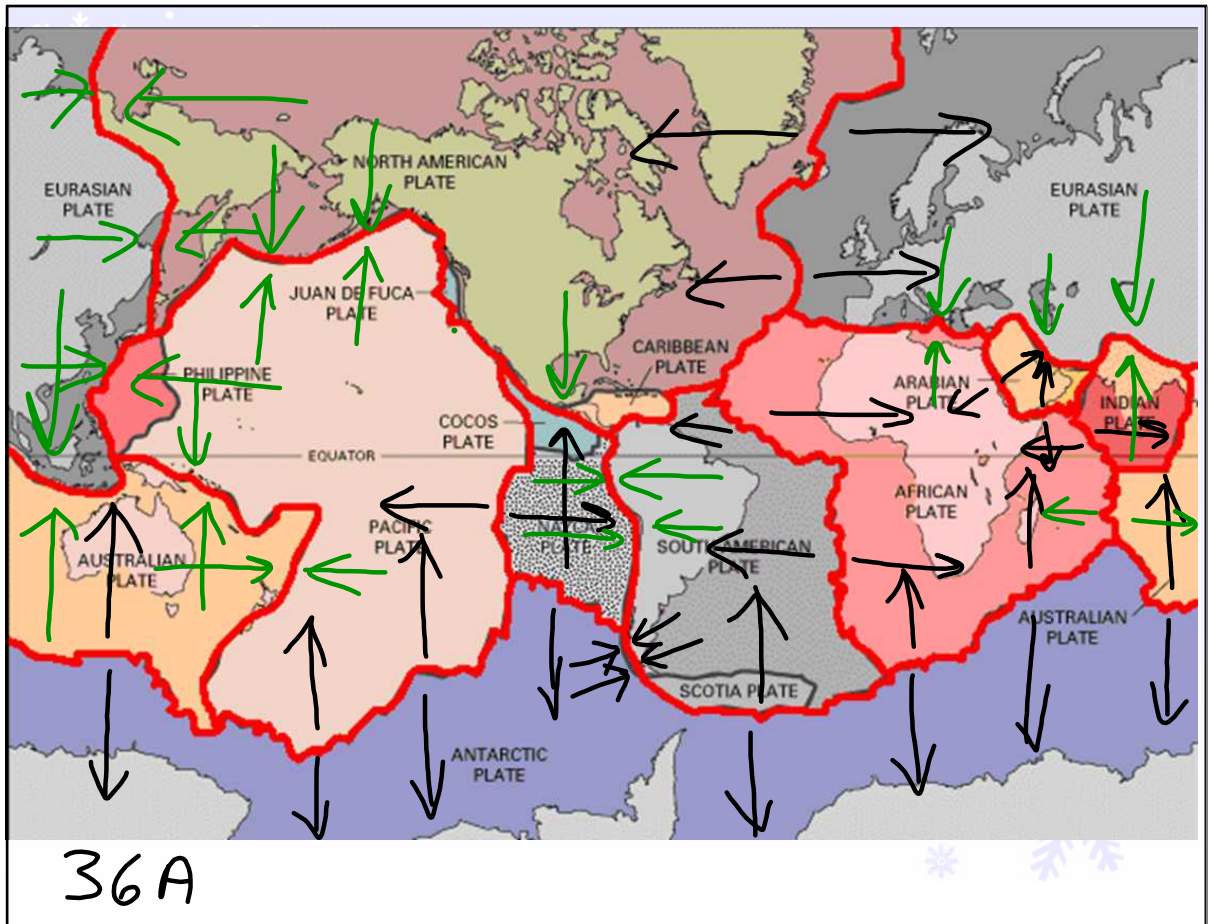 NORTH AMERICAN
PLATE
EURASIAN
PLATE
EURASIAN
PLATE
JUAN DE FUCA
PLATE
CARIBBEAN
PLATE
PHILIPPINE
PLATE
ARABIAN
PLATE
INDIAN
PLATE
COCOS
PLATE
EQUATOR
AFRICAN
PLATE
PACIFIC
PLATE
NAZCA
PLATE
SOUTH AMERICAN
PLATE
AUSTRALIAN
PLATE
AUSTRALIAN
PLATE
SCOTIA PLATE
ANTARCTIC
PLATE
36A